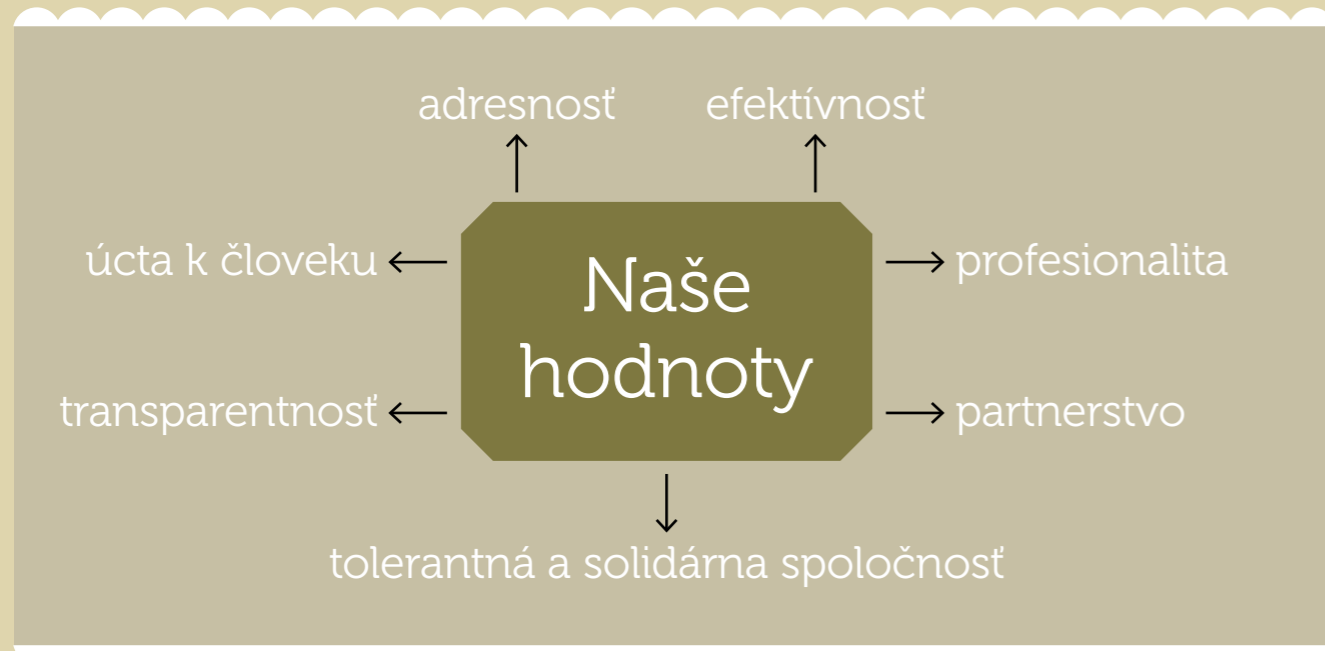 adresnosť
efektívnosť
úcta k človeku
Naše
hodnoty
profesionalita
transparentnosť
partnerstvo
tolerantná a solidárna spoločnosť